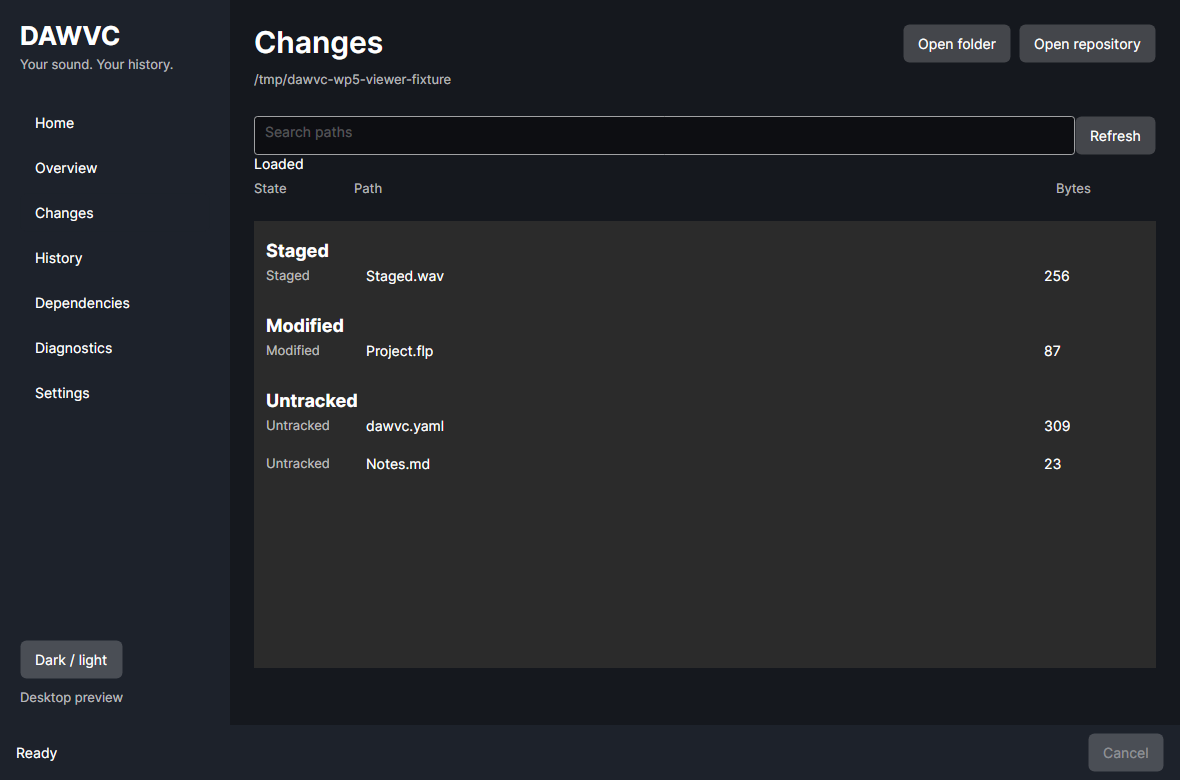 DAWVC
Your sound. Your history.
Home
Overview
Changes
History
Dependencies
Diagnostics
Settings
Dark / light
Desktop preview
Changes
/tmp/dawvc-wp5-viewer-fixture
Open folder
Open repository
Search paths
Refresh
Loaded
State Path Bytes
Staged
Staged Staged.wav 256
Modified
Modified Project.flp 87
Untracked
Untracked dawvc.yaml 309
Untracked Notes.md 23
Ready
Cancel